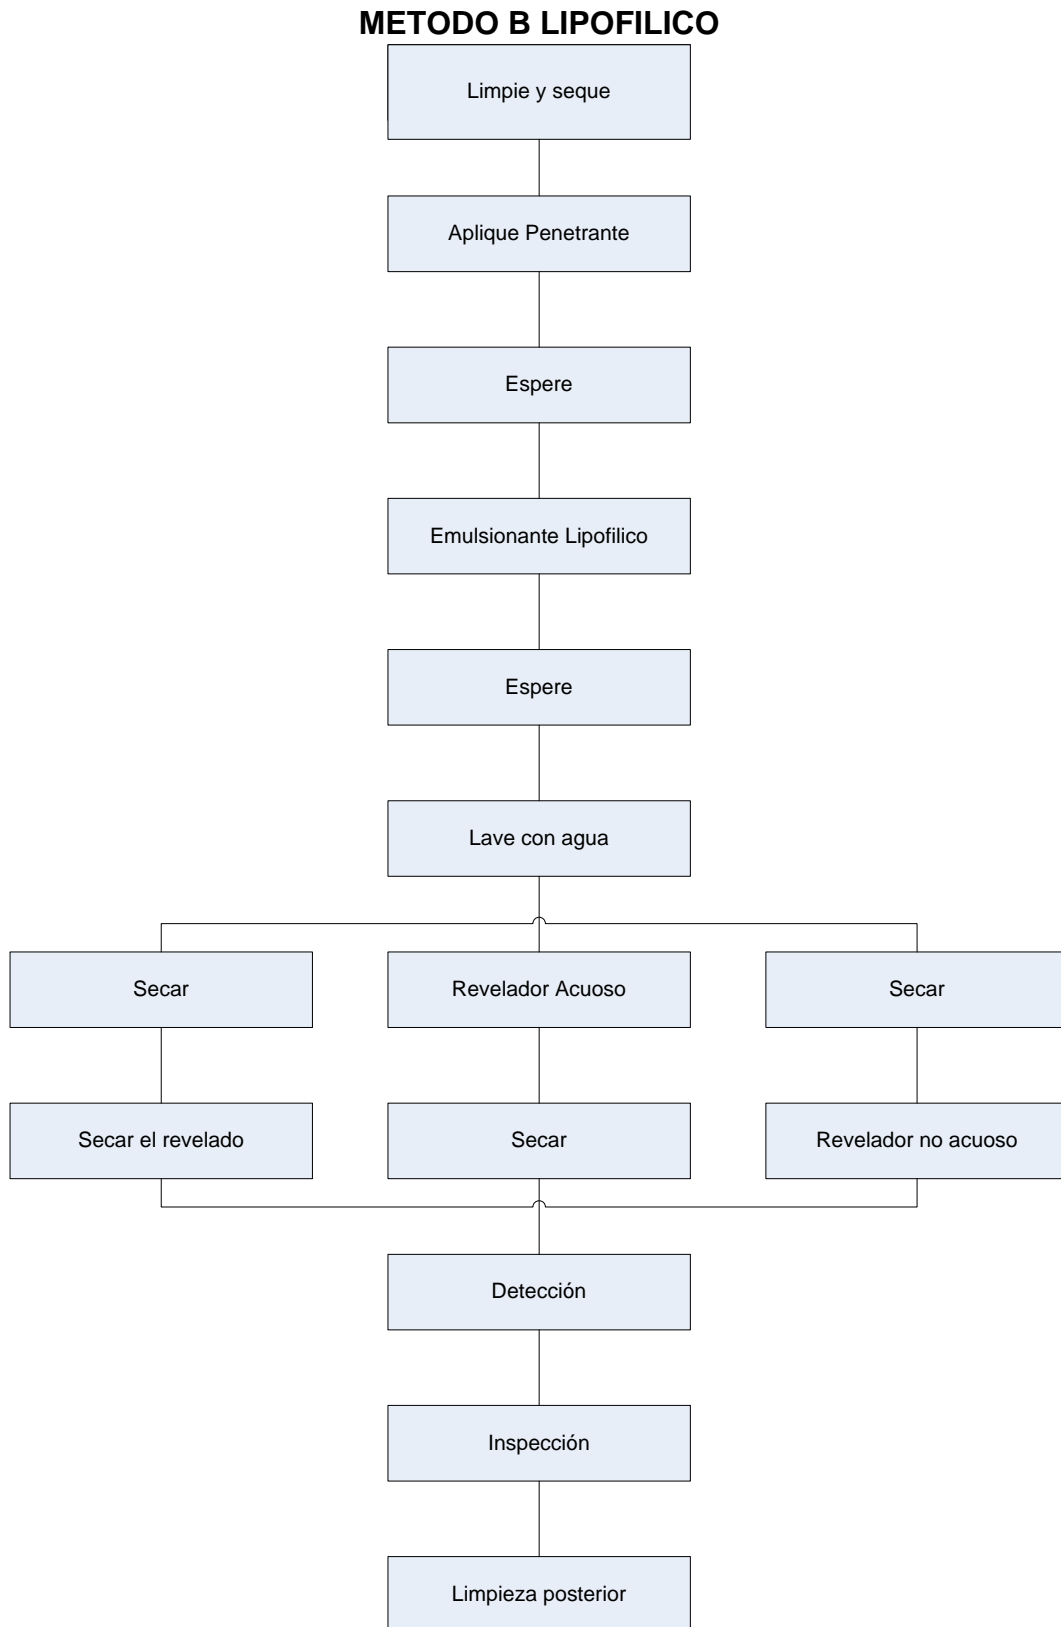 METODO B LIPOFILICO
Limpie y seque
Aplique Penetrante
Espere
Emulsionante Lipofilico
Espere
Lave con agua
Secar
Revelador Acuoso
Secar
Secar el revelado
Secar
Revelador no acuoso
Detección
Inspección
Limpieza posterior